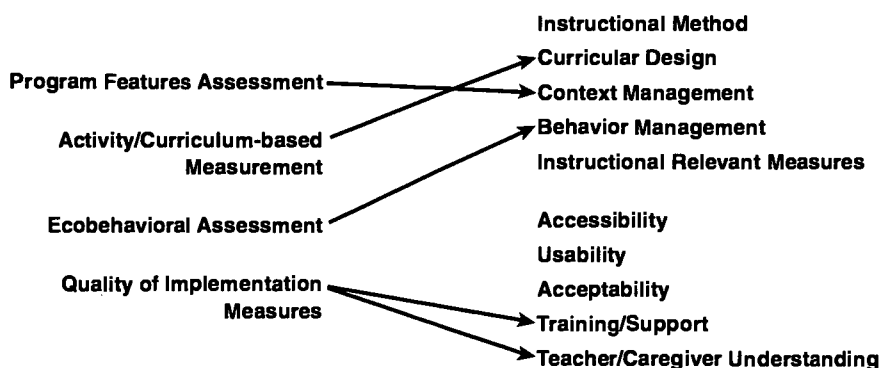 Program Features Assessment
Activity/Curriculum-based
Measurement
Ecobehavioral Assessment
Quality of Implementation
Measures
Instructional Method
Curricular Design
Context Management
Behavior Management
Instructional Relevant Measures
Accessibility
Usability
Acceptability
Training/Support
Teacher/Caregiver Understanding